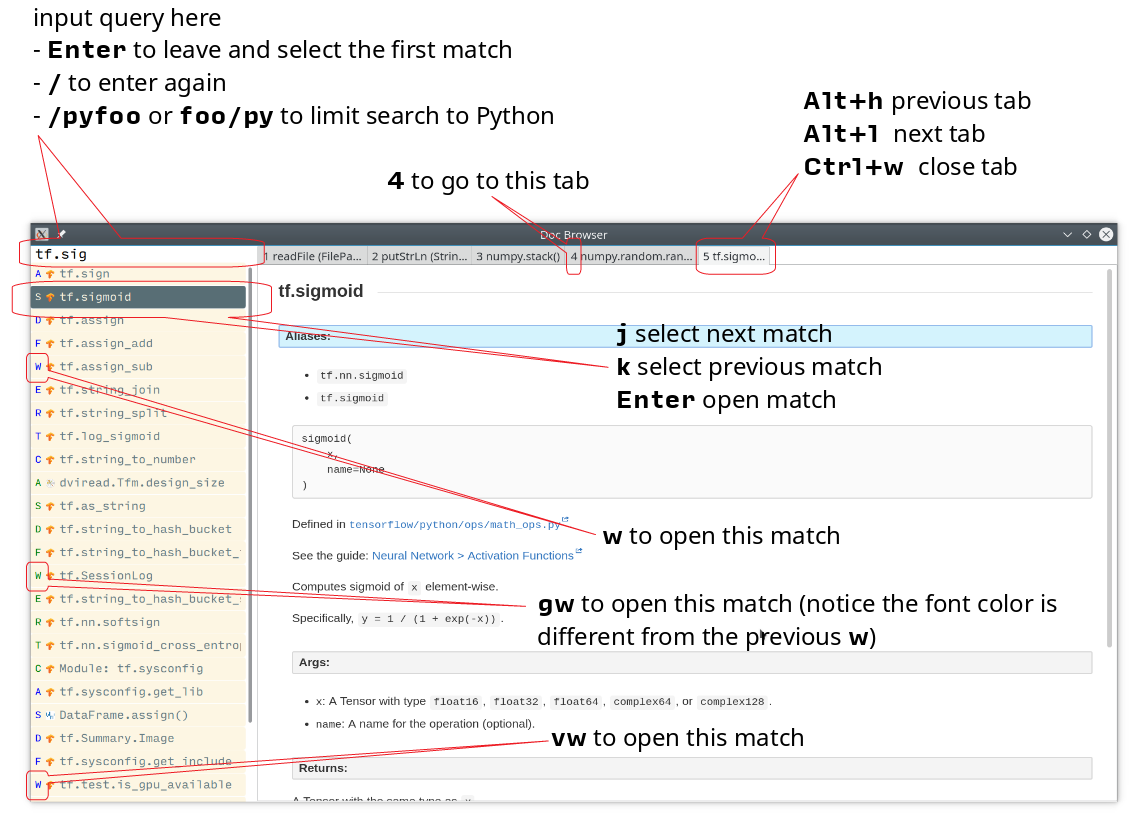 input query here
- Enter to leave and select the first match
- / to enter again
- /pyfoo or foo/py to limit search to Python
Alt+h previous tab
Alt+l next tab
Ctrl+w close tab
4 to go to this tab
Doc Browser
tf.sig
1 readFile (FilePa...
2 putStrLn (Strin...
3 numpy.stack()
4 numpy.random.ran...
5 tf.sigmo...
A tf.sign
S tf.sigmoid
D tf.assign
F tf.assign_add
W tf.assign_sub
E tf.string_join
R tf.string_split
T tf.log_sigmoid
C tf.string_to_number
A dviread.Tfm.design_size
S tf.as_string
D tf.string_to_hash_bucket
F tf.string_to_hash_bucket_
W tf.SessionLog
E tf.string_to_hash_bucket_
R tf.nn.softsign
T tf.nn.sigmoid_cross_entrop
C Module: tf.sysconfig
A tf.sysconfig.get_lib
S DataFrame.assign()
D tf.Summary.Image
F tf.sysconfig.get_include
W tf.test.is_gpu_available
tf.sigmoid
Aliases:
j select next match
k select previous match
Enter open match
• tf.nn.sigmoid
• tf.sigmoid
sigmoid(
x,
name=None
)
Defined in tensorflow/python/ops/math_ops.py
w to open this match
See the guide: Neural Network > Activation Functions
Computes sigmoid of x element-wise.
gw to open this match (notice the font color is
different from the previous w)
Specifically, y = 1 / (1 + exp(-x)).
Args:
• x: A Tensor with type float16, float32, float64, complex64, or complex128.
• name: A name for the operation (optional).
vw to open this match
Returns:
A Tensor with the same type as x